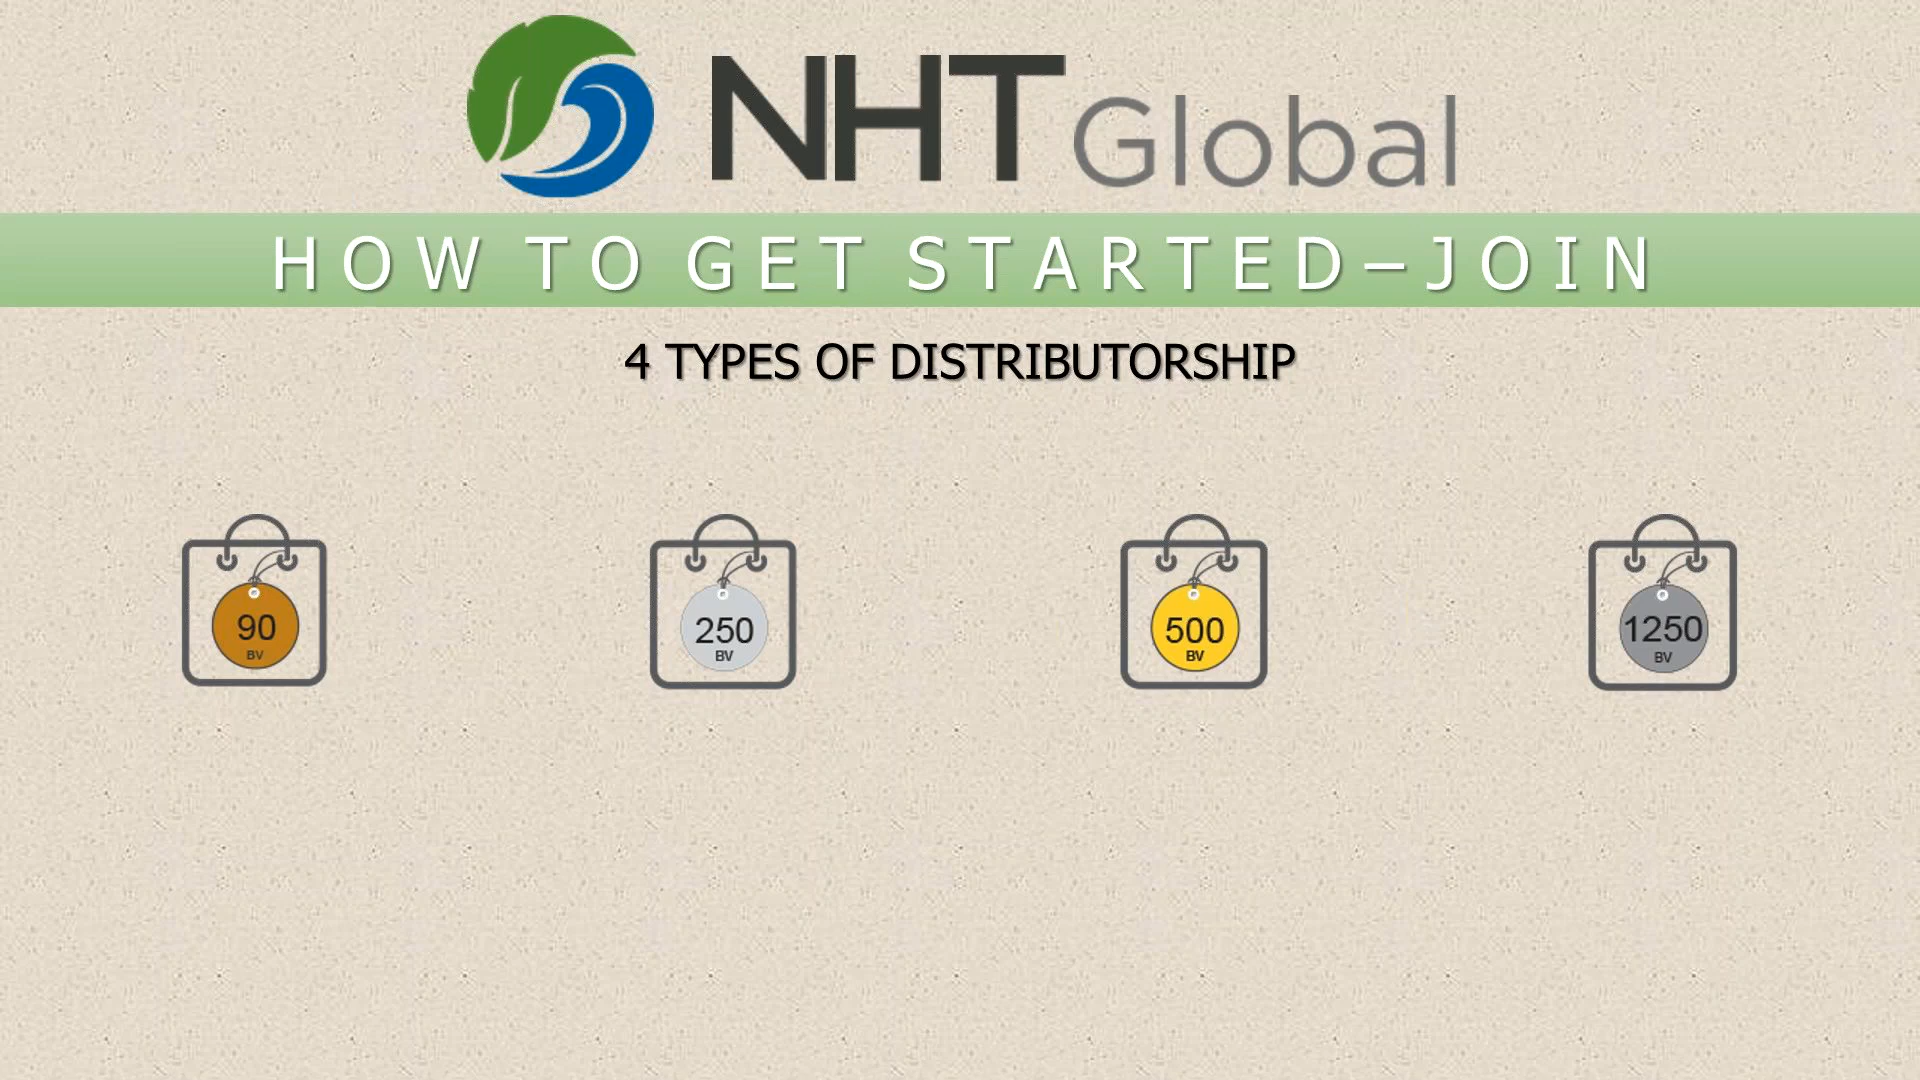 NHT Global
HOW TO GET STARTED–JOIN
4 TYPES OF DISTRIBUTORSHIP
90
BV
250
BV
500
BV
1250
BV